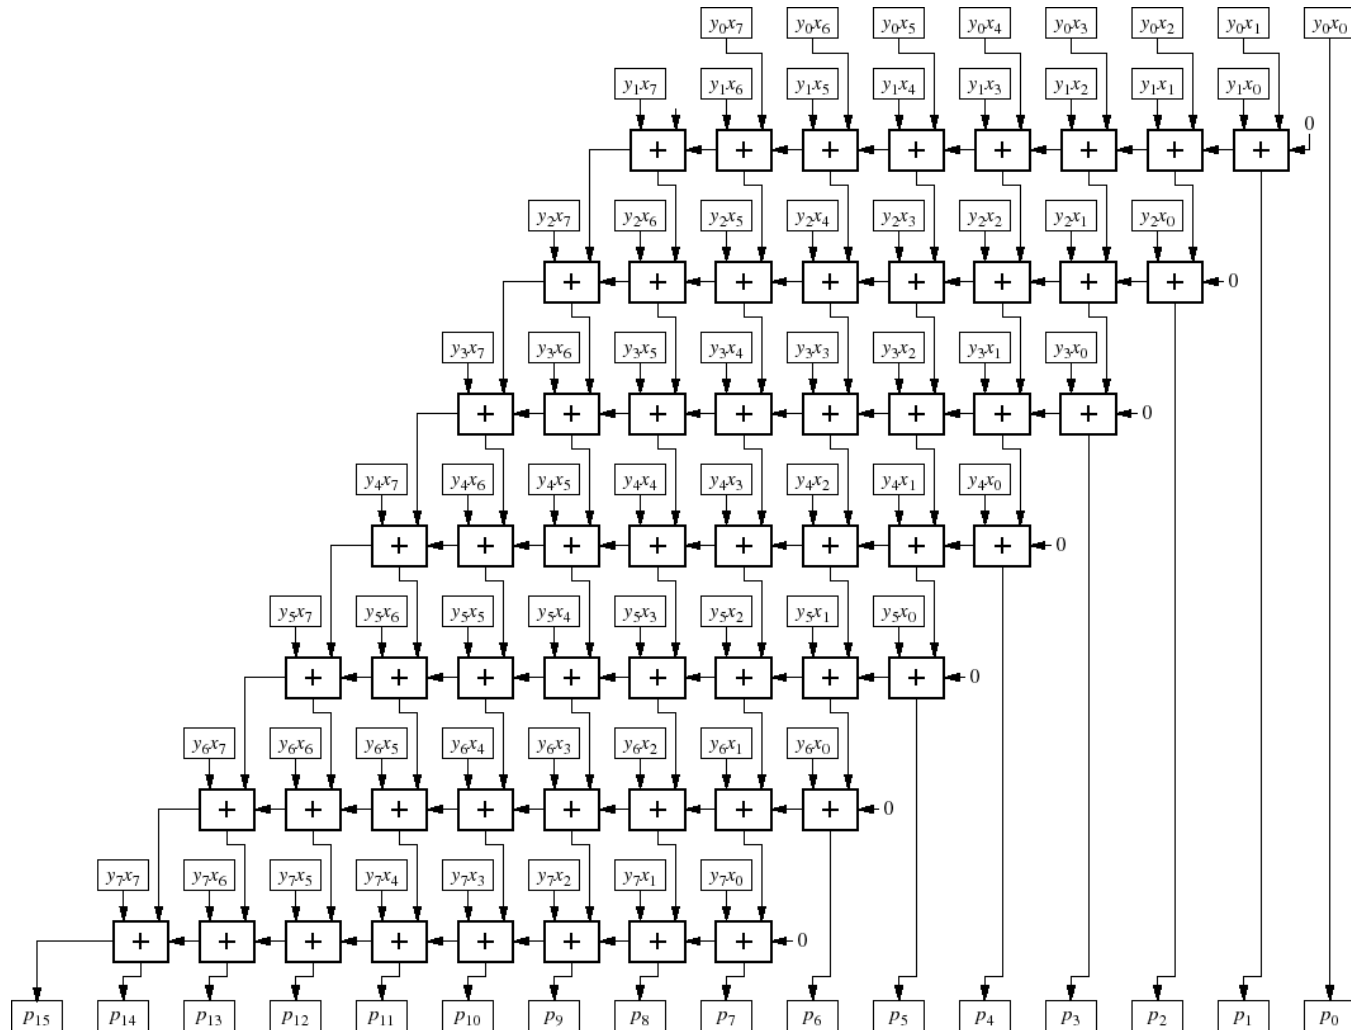 y₀x₇ y₀x₆ y₀x₅ y₀x₄ y₀x₃ y₀x₂ y₀x₁ y₀x₀
y₁x₇ y₁x₆ y₁x₅ y₁x₄ y₁x₃ y₁x₂ y₁x₁ y₁x₀
0
+ + + + + + + +
y₂x₇ y₂x₆ y₂x₅ y₂x₄ y₂x₃ y₂x₂ y₂x₁ y₂x₀
+ + + + + + + + 0
y₃x₇ y₃x₆ y₃x₅ y₃x₄ y₃x₃ y₃x₂ y₃x₁ y₃x₀
+ + + + + + + + 0
y₄x₇ y₄x₆ y₄x₅ y₄x₄ y₄x₃ y₄x₂ y₄x₁ y₄x₀
+ + + + + + + + 0
y₅x₇ y₅x₆ y₅x₅ y₅x₄ y₅x₃ y₅x₂ y₅x₁ y₅x₀
+ + + + + + + + 0
y₆x₇ y₆x₆ y₆x₅ y₆x₄ y₆x₃ y₆x₂ y₆x₁ y₆x₀
+ + + + + + + + 0
y₇x₇ y₇x₆ y₇x₅ y₇x₄ y₇x₃ y₇x₂ y₇x₁ y₇x₀
+ + + + + + + + 0
p₁₅ p₁₄ p₁₃ p₁₂ p₁₁ p₁₀ p₉ p₈ p₇ p₆ p₅ p₄ p₃ p₂ p₁ p₀